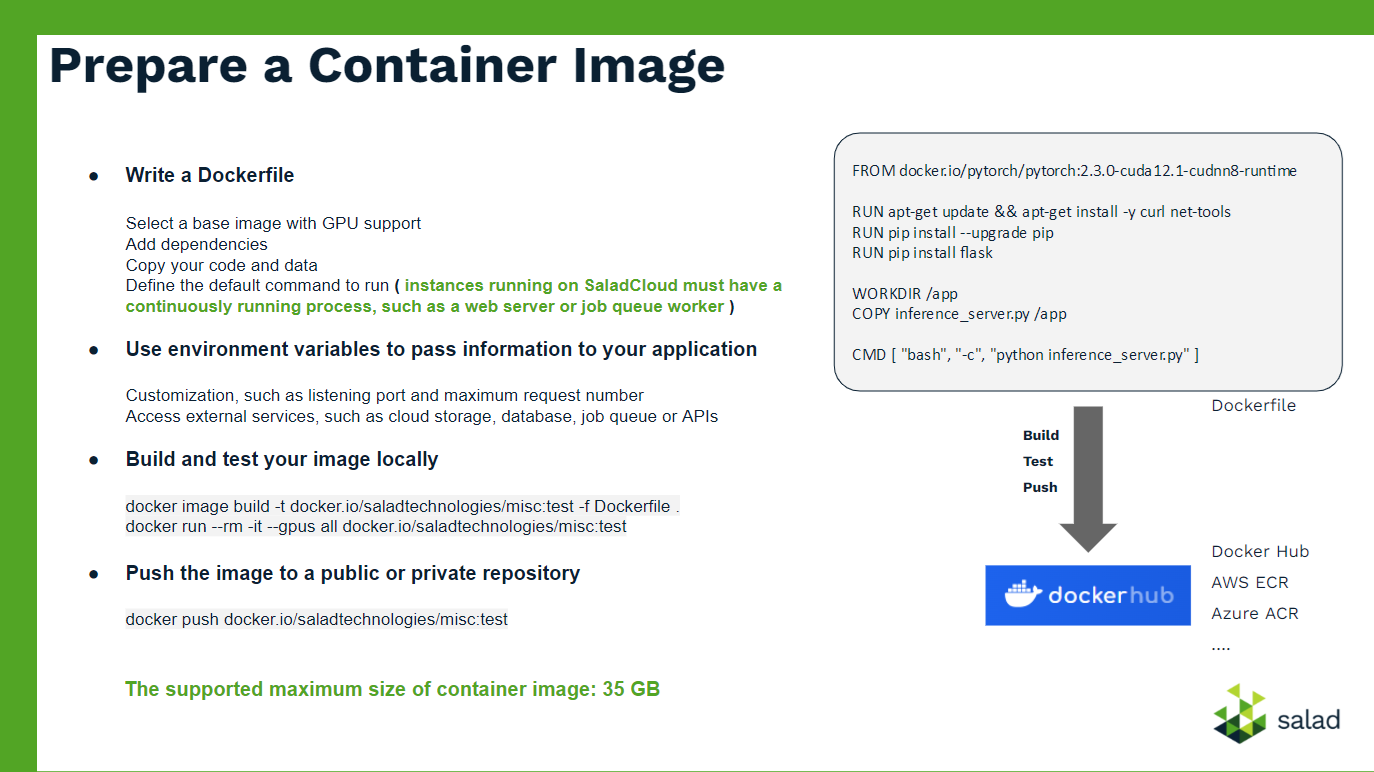 Prepare a Container Image
● Write a Dockerfile
Select a base image with GPU support
Add dependencies
Copy your code and data
Define the default command to run ( instances running on SaladCloud must have a
continuously running process, such as a web server or job queue worker )
● Use environment variables to pass information to your application
Customization, such as listening port and maximum request number
Access external services, such as cloud storage, database, job queue or APIs
● Build and test your image locally
docker image build -t docker.io/saladtechnologies/misc:test -f Dockerfile .
docker run --rm -it --gpus all docker.io/saladtechnologies/misc:test
● Push the image to a public or private repository
docker push docker.io/saladtechnologies/misc:test
The supported maximum size of container image: 35 GB
FROM docker.io/pytorch/pytorch:2.3.0-cuda12.1-cudnn8-runtime
RUN apt-get update && apt-get install -y curl net-tools
RUN pip install --upgrade pip
RUN pip install flask
WORKDIR /app
COPY inference_server.py /app
CMD [ "bash", "-c", "python inference_server.py" ]
Dockerfile
Build
Test
Push
dockerhub
Docker Hub
AWS ECR
Azure ACR
....
salad